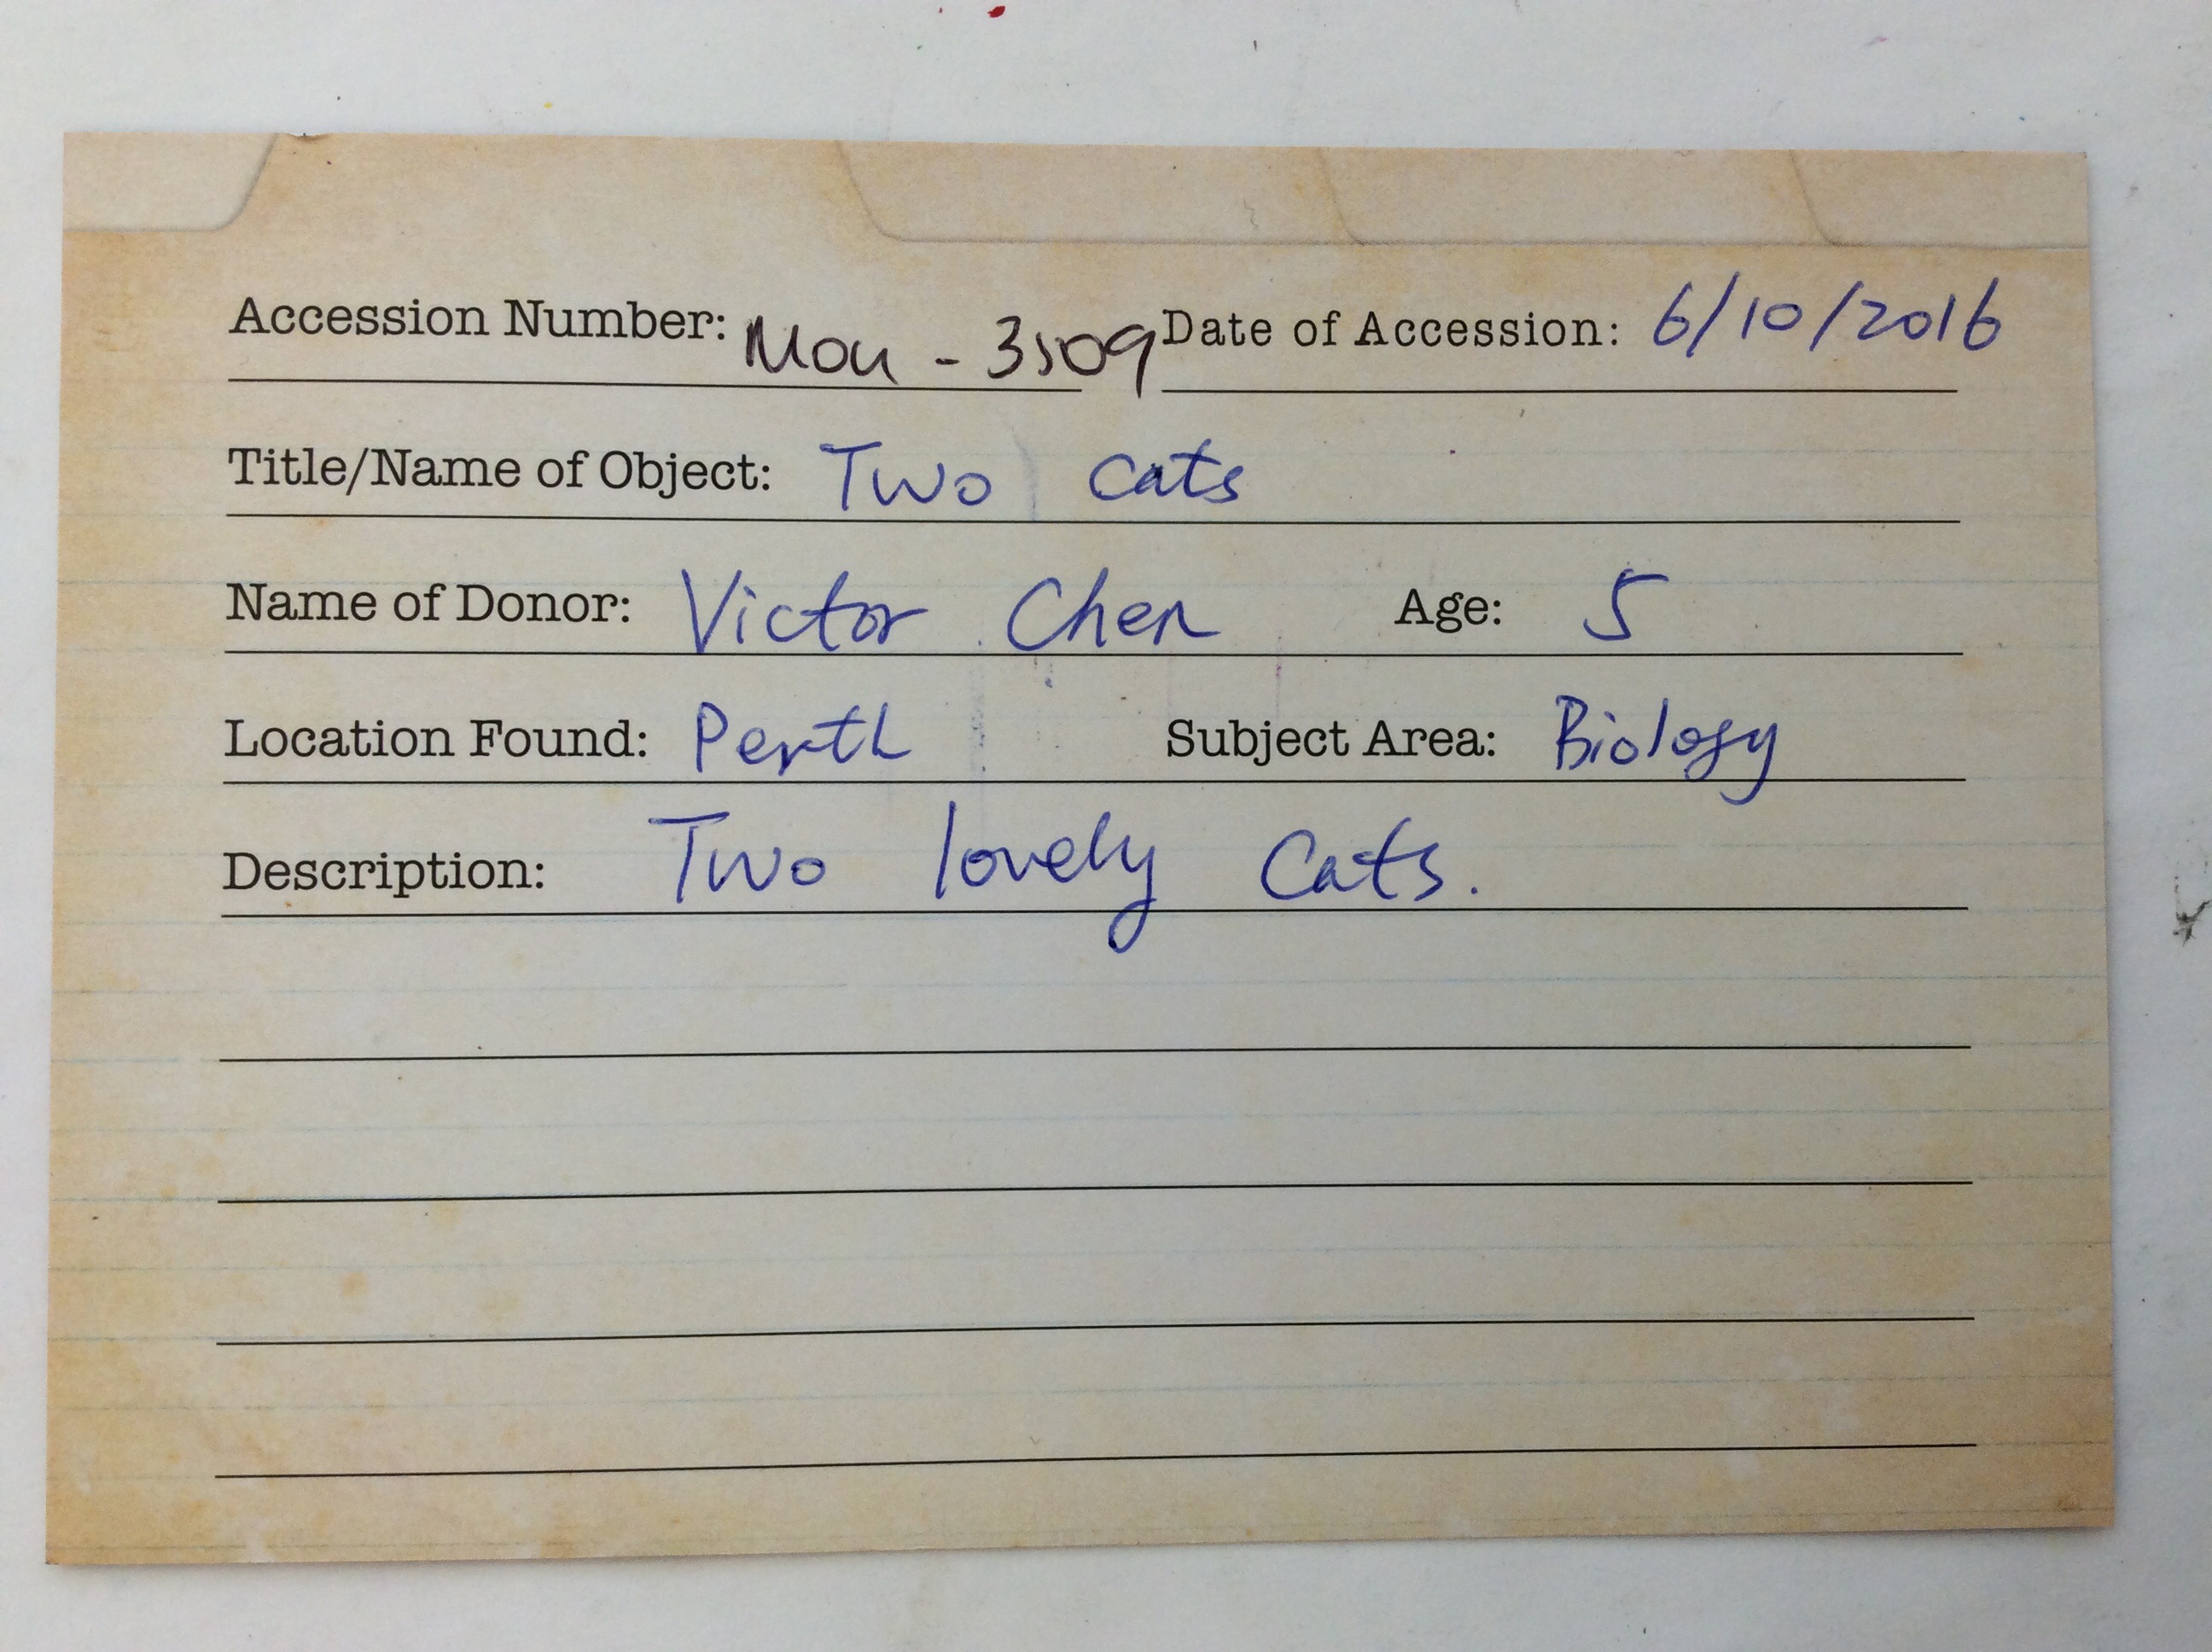 Accession Number: Mou - 3509 Date of Accession: 6/10/2016
Title/Name of Object: Two cats
Name of Donor: Victor Chen Age: 5
Location Found: Perth Subject Area: Biology
Description: Two lovely Cats.